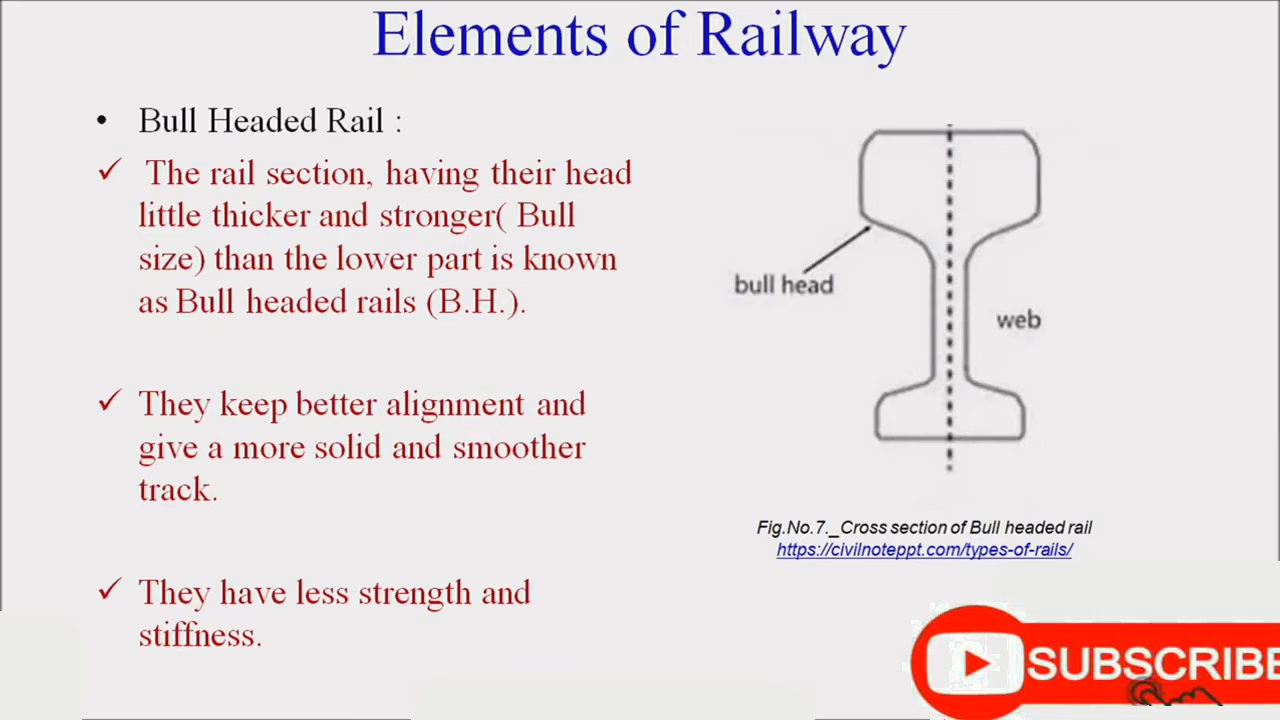 Elements of Railway
• Bull Headed Rail :
✓ The rail section, having their head
little thicker and stronger( Bull
size) than the lower part is known
as Bull headed rails (B.H.).
✓ They keep better alignment and
give a more solid and smoother
track.
✓ They have less strength and
stiffness.
bull head
web
Fig.No.7._Cross section of Bull headed rail
https://civilnoteppt.com/types-of-rails/
SUBSCRIBE